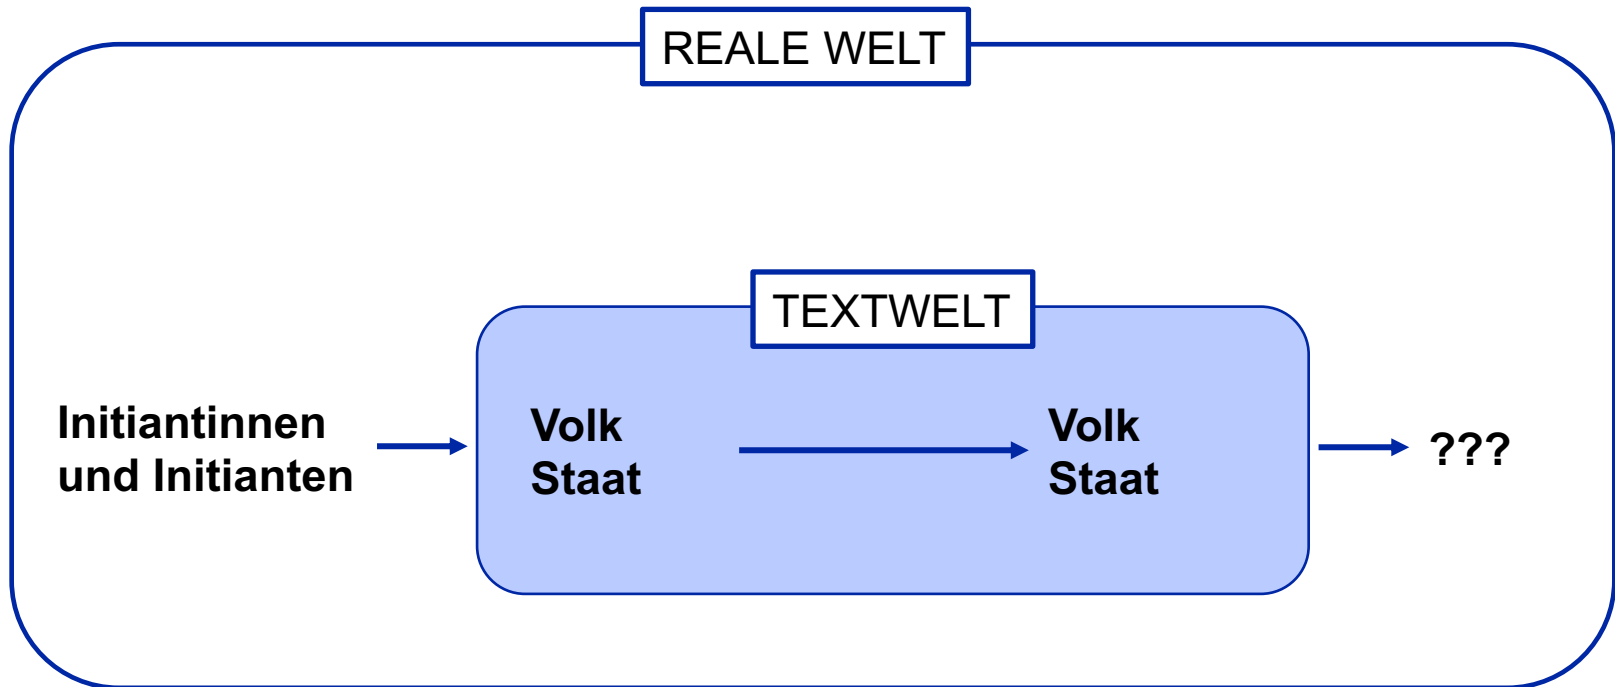 REALE WELT
TEXTWELT
Initiantinnen
und Initianten
Volk
Staat
Volk
Staat
???